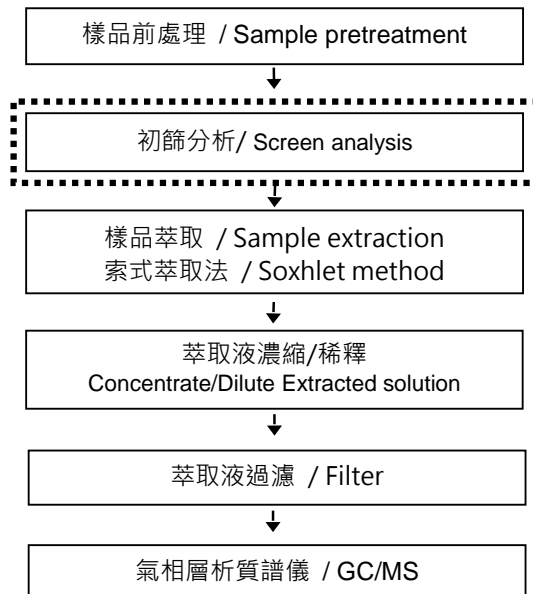 樣品前處理 / Sample pretreatment
初篩分析/ Screen analysis
樣品萃取 / Sample extraction
索式萃取法 / Soxhlet method
萃取液濃縮/稀釋
Concentrate/Dilute Extracted solution
萃取液過濾 / Filter
氣相層析質譜儀 / GC/MS